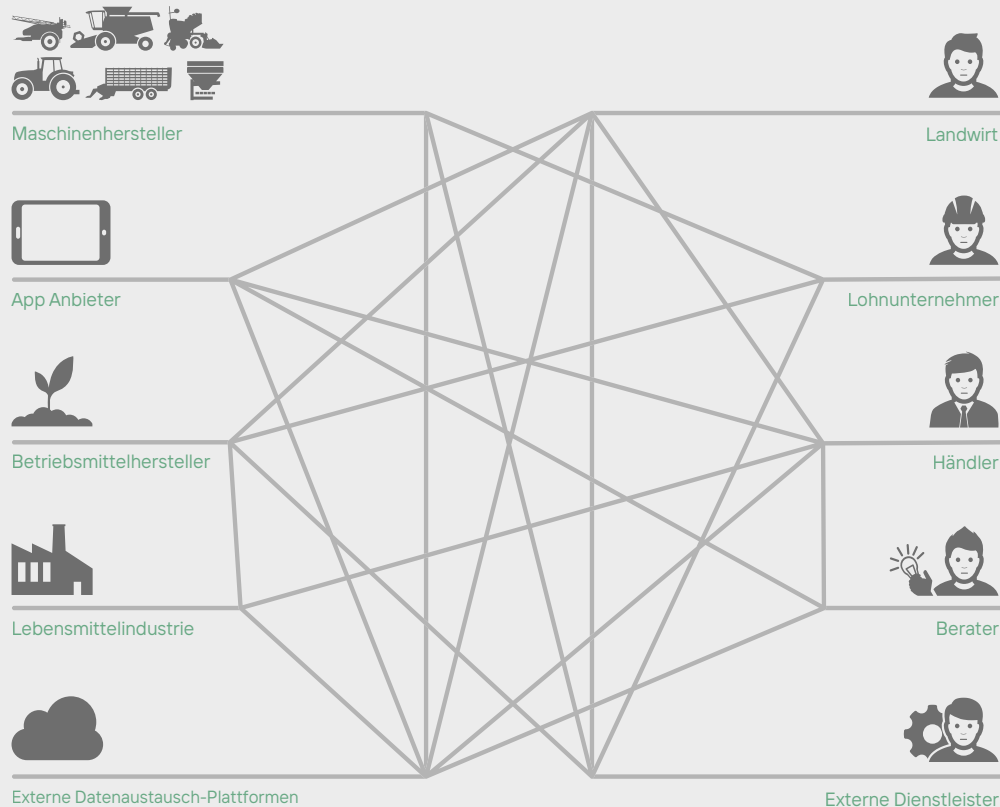 Maschinenhersteller
Landwirt
App Anbieter
Lohnunternehmer
Betriebsmittelhersteller
Händler
Lebensmittelindustrie
Berater
Externe Datenaustausch-Plattformen
Externe Dienstleister